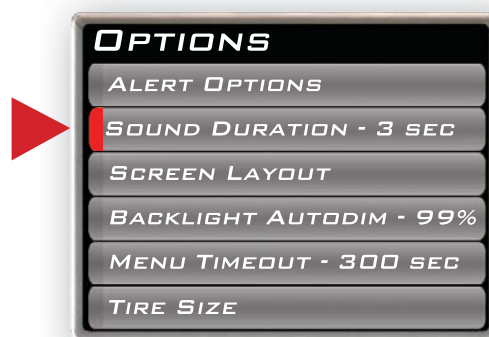 OPTIONS
ALERT OPTIONS
SOUND DURATION - 3 SEC
SCREEN LAYOUT
BACKLIGHT AUTODIM - 99%
MENU TIMEOUT - 300 SEC
TIRE SIZE